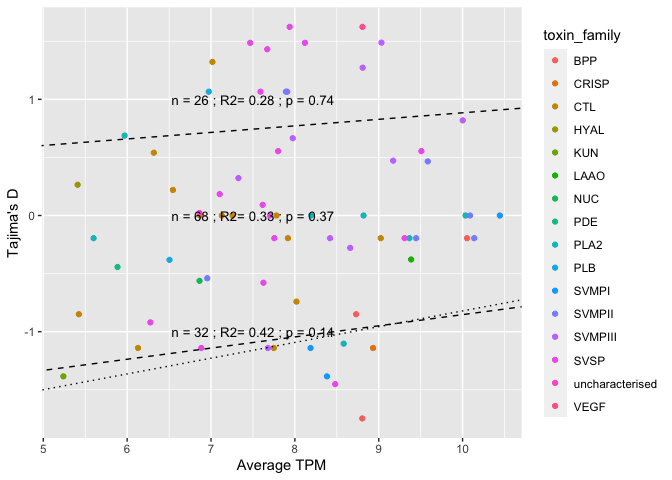 toxin_family
BPP
CRISP
CTL
HYAL
KUN
LAAO
NUC
PDE
PLA2
PLB
SVMPI
SVMPII
SVMPIII
SVSP
uncharacterised
VEGF
Tajima's D
1
n = 26 ; R2= 0.28 ; p = 0.74
0
n = 68 ; R2= 0.33 ; p = 0.37
-1
n = 32 ; R2= 0.42 ; p = 0.14
5 6 7 8 9 10
Average TPM